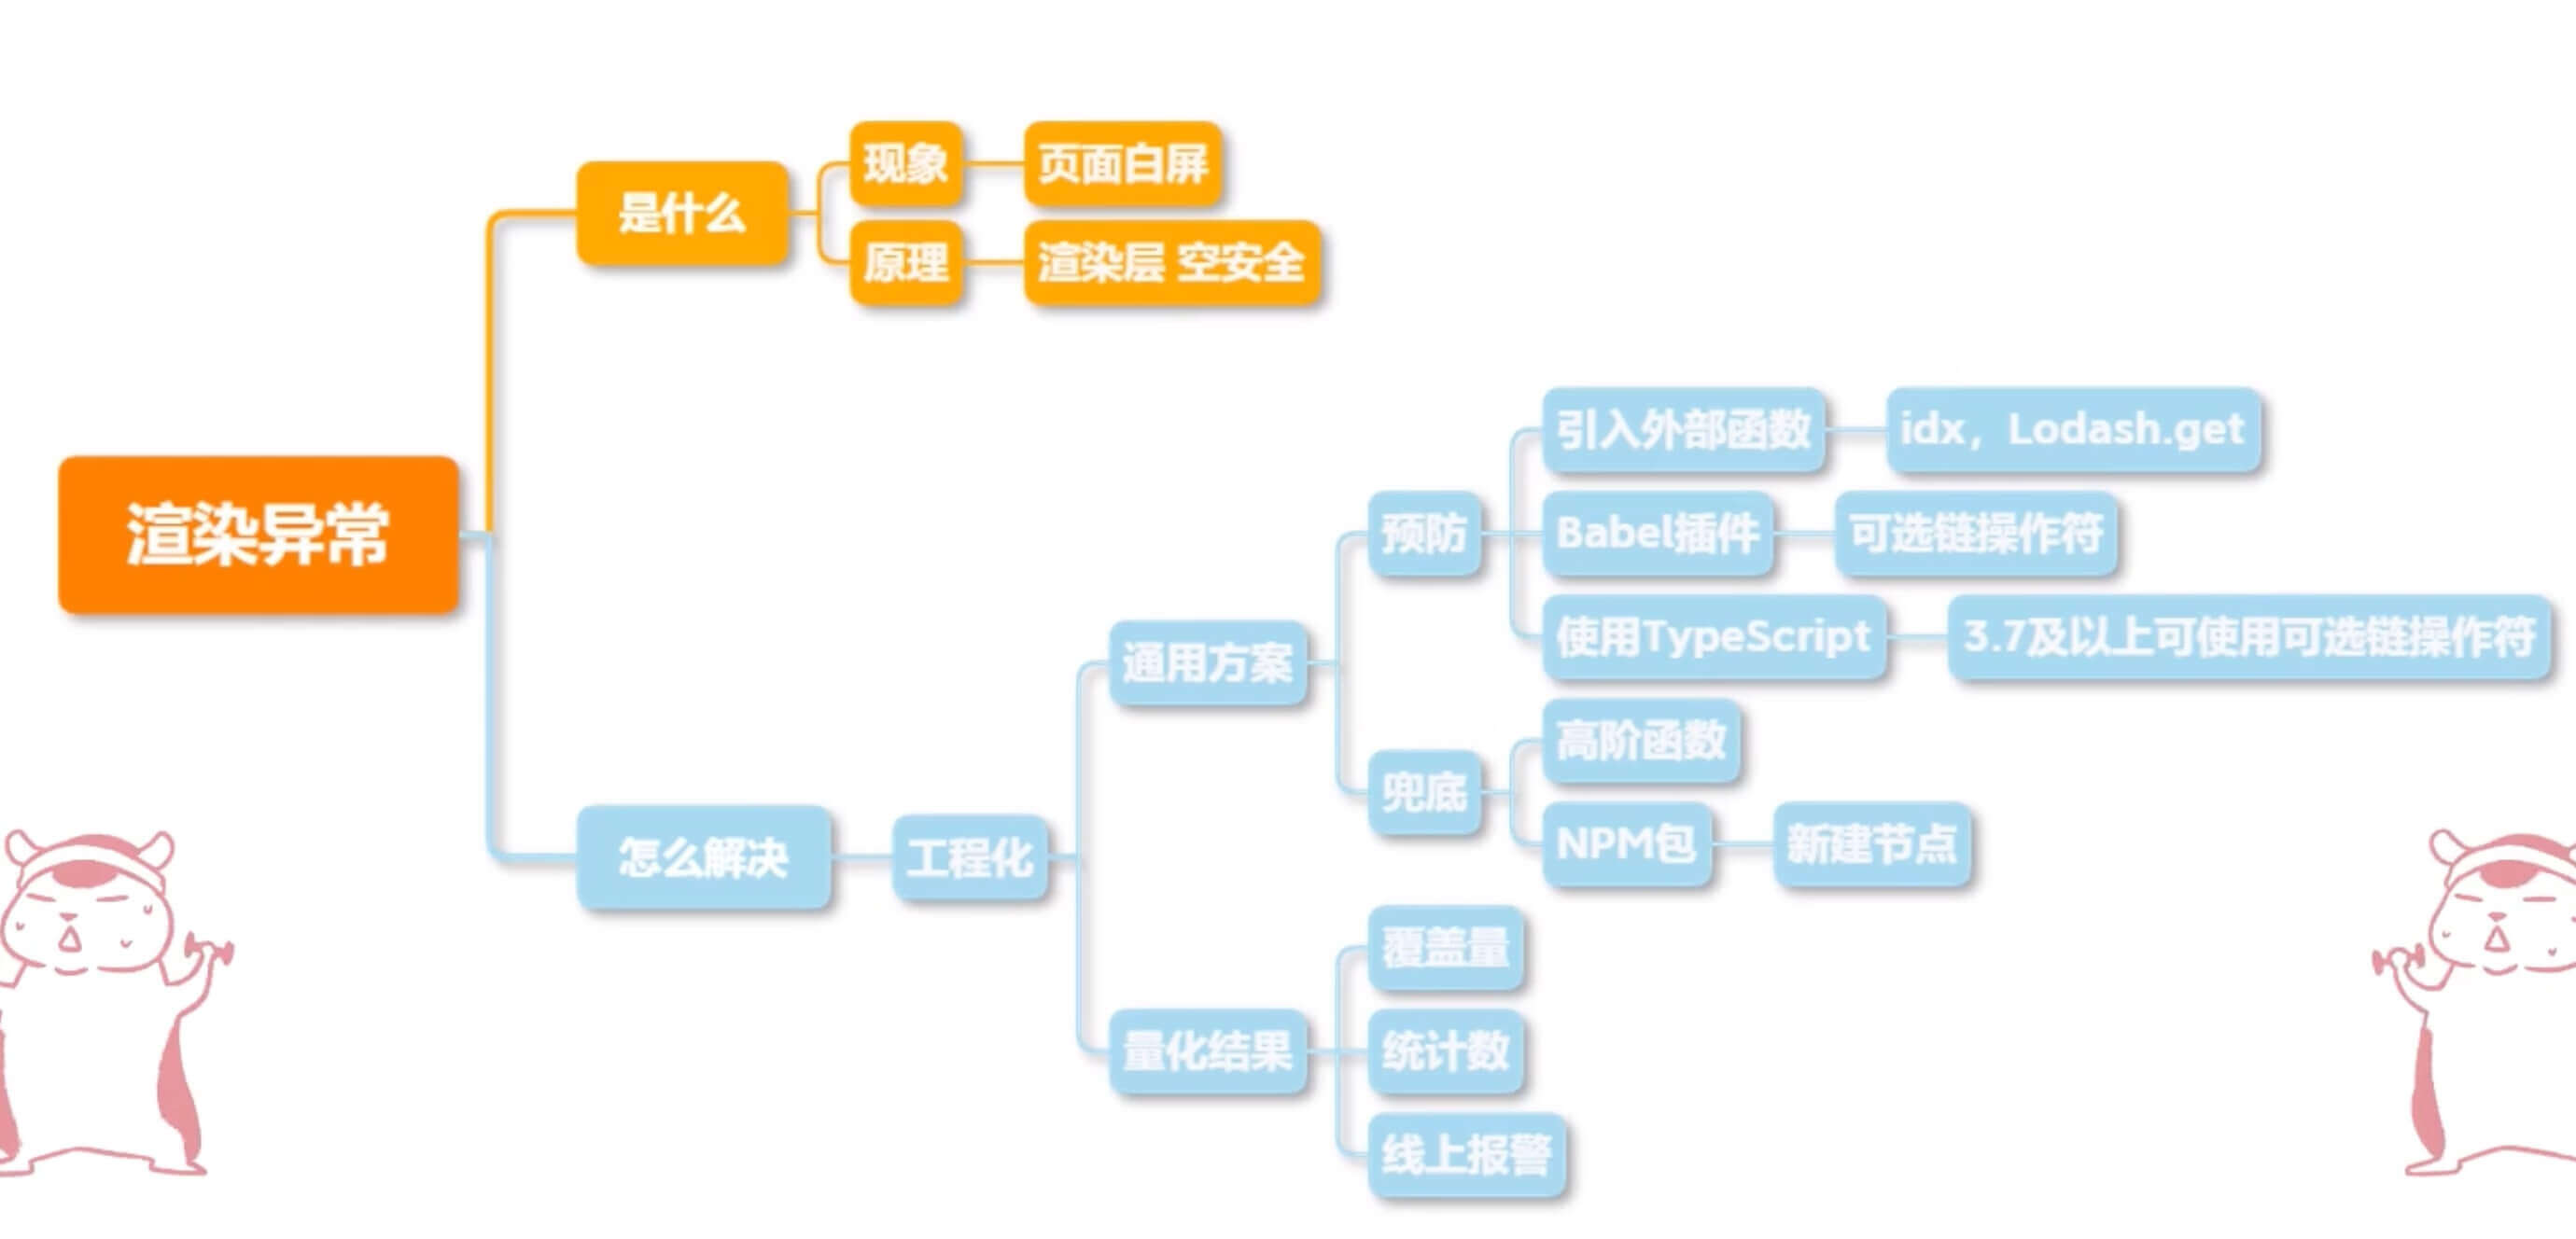 渲染异常
是什么
现象
页面白屏
原理
渲染层 空安全
怎么解决
工程化
通用方案
预防
引入外部函数
idx，Lodash.get
Babel插件
可选链操作符
使用TypeScript
3.7及以上可使用可选链操作符
兜底
高阶函数
NPM包
新建节点
量化结果
覆盖量
统计数
线上报警